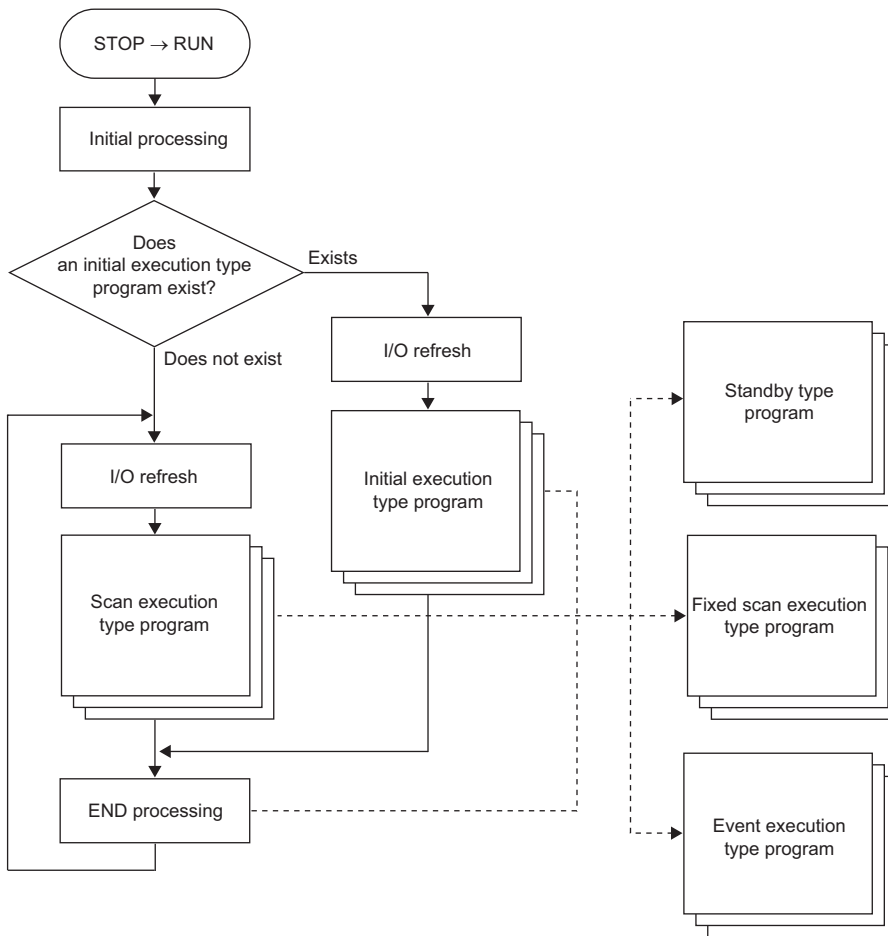 STOP → RUN
Initial processing
Does
an initial execution type
program exist?
Exists
Does not exist
I/O refresh
Initial execution
type program
I/O refresh
Scan execution
type program
END processing
Standby type
program
Fixed scan execution
type program
Event execution
type program